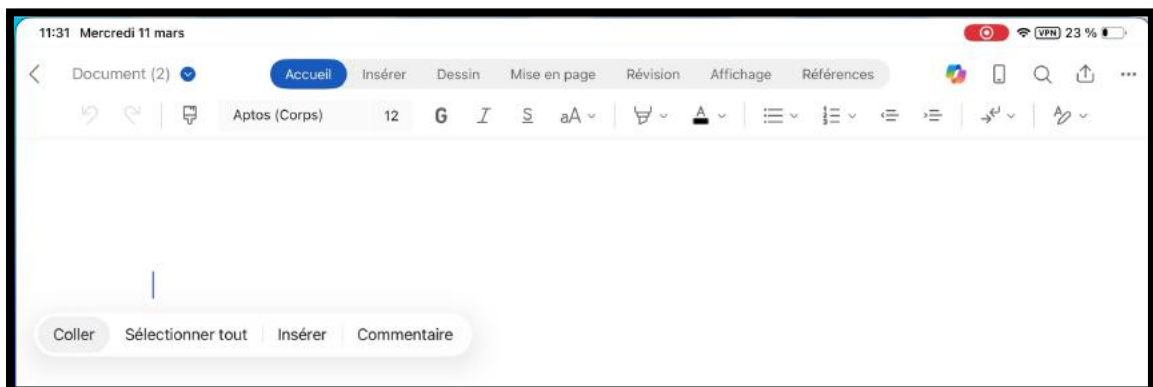 11:31 Mercredi 11 mars VPN 23 %
Document (2) Accueil Insérer Dessin Mise en page Révision Affichage Références
Aptos (Corps) 12 G I S aA A
Coller Sélectionner tout Insérer Commentaire